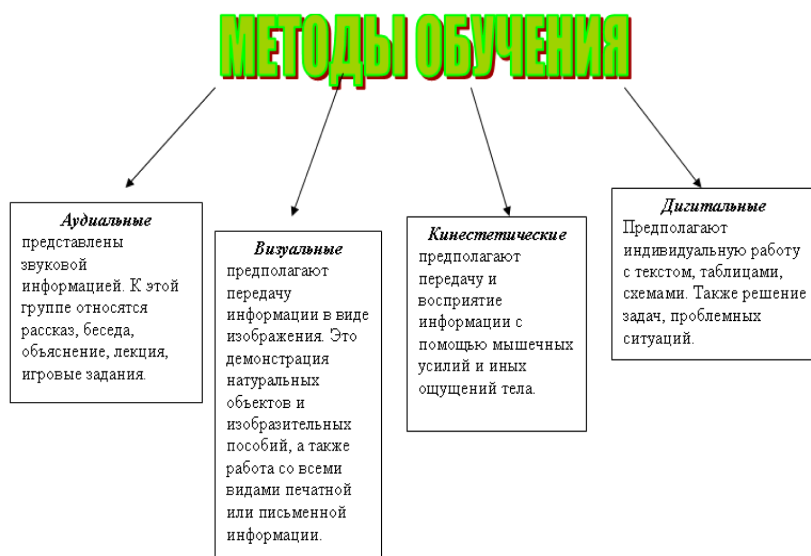 МЕТОДЫ ОБУЧЕНИЯ
Аудиальные
представлены
звуковой
информацией. К этой
группе относятся
рассказ, беседа,
объяснение, лекция,
игровые задания.
Визуальные
предполагают
передачу
информации в виде
изображения. Это
демонстрация
натуральных
объектов и
изобразительных
пособий, а также
работа со всеми
видами печатной
или письменной
информации.
Кинестетические
предполагают
передачу и
восприятие
информации с
помощью мышечных
усилий и иных
ощущений тела.
Дигитальные
Предполагают
индивидуальную работу
с текстом, таблицами,
схемами. Также решение
задач, проблемных
ситуаций.